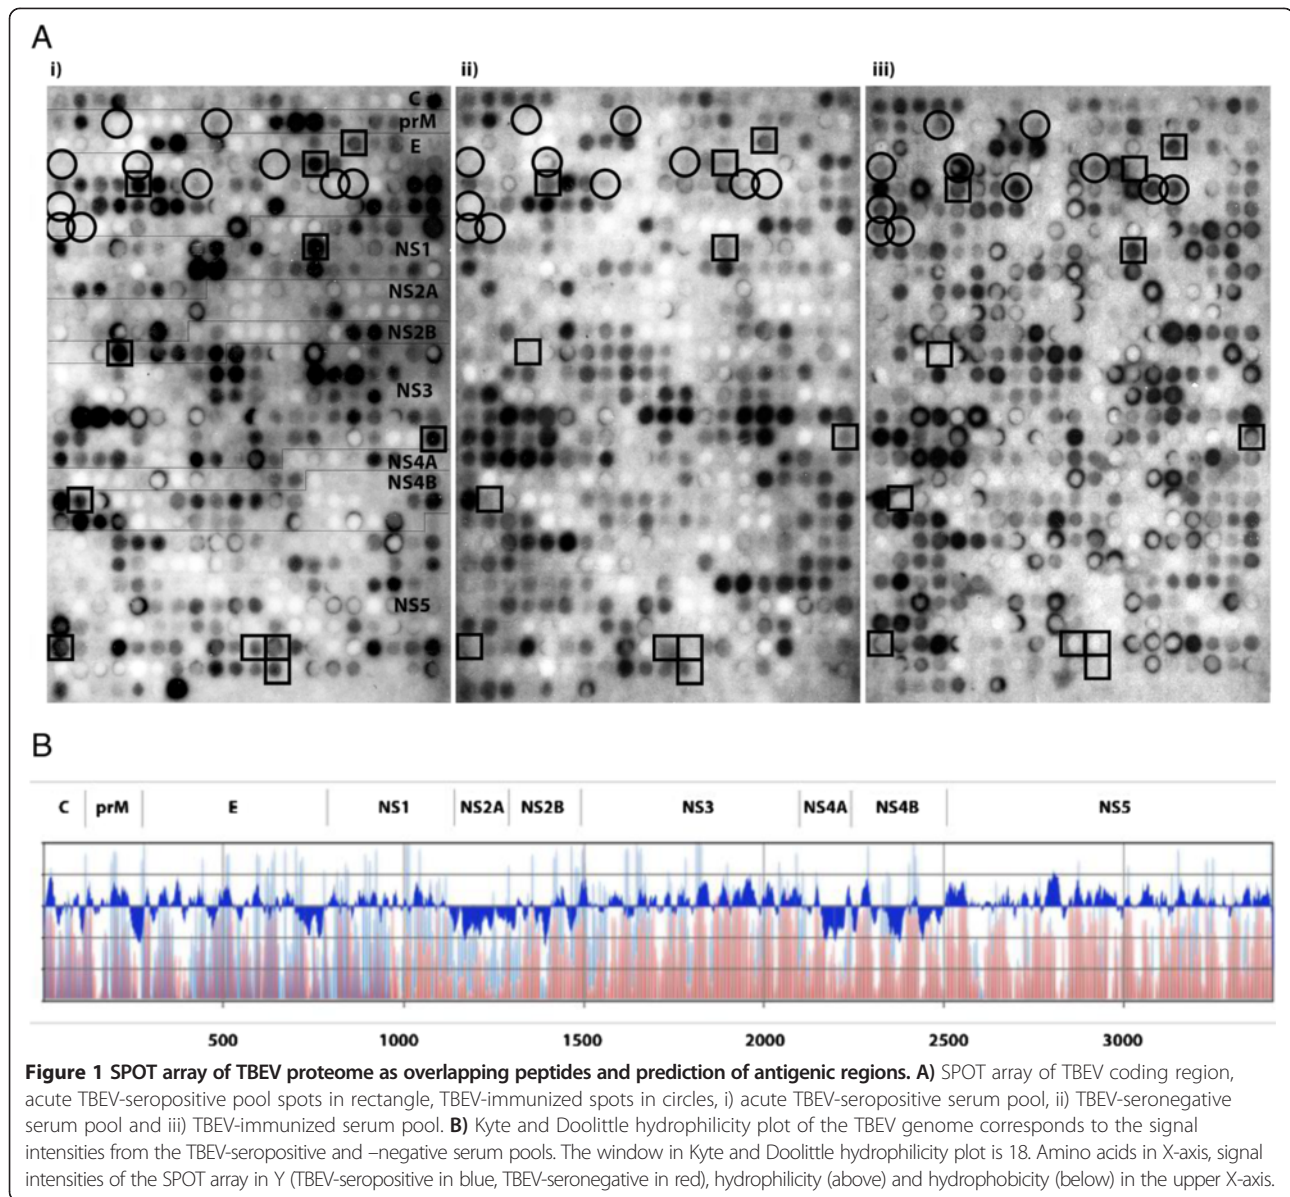 A
i)
ii)
iii)
C
prM
E
NS1
NS2A
NS2B
NS3
NS4A
NS4B
NS5
B
C prM E NS1 NS2A NS2B NS3 NS4A NS4B NS5
500 1000 1500 2000 2500 3000
Figure 1 SPOT array of TBEV proteome as overlapping peptides and prediction of antigenic regions. A) SPOT array of TBEV coding region,
acute TBEV-seropositive pool spots in rectangle, TBEV-immunized spots in circles, i) acute TBEV-seropositive serum pool, ii) TBEV-seronegative
serum pool and iii) TBEV-immunized serum pool. B) Kyte and Doolittle hydrophilicity plot of the TBEV genome corresponds to the signal
intensities from the TBEV-seropositive and –negative serum pools. The window in Kyte and Doolittle hydrophilicity plot is 18. Amino acids in X-axis, signal
intensities of the SPOT array in Y (TBEV-seropositive in blue, TBEV-seronegative in red), hydrophilicity (above) and hydrophobicity (below) in the upper X-axis.